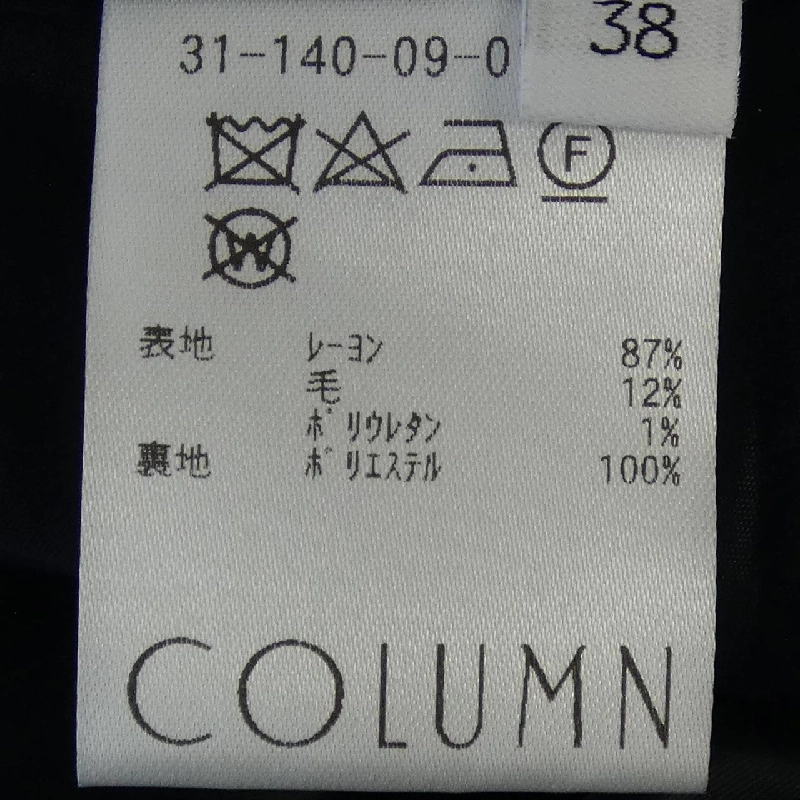 38
31-140-09-0
F
W
表地 レーヨン 87%
毛 12%
ポリウレタン 1%
裏地 ポリエステル 100%
COLUMN